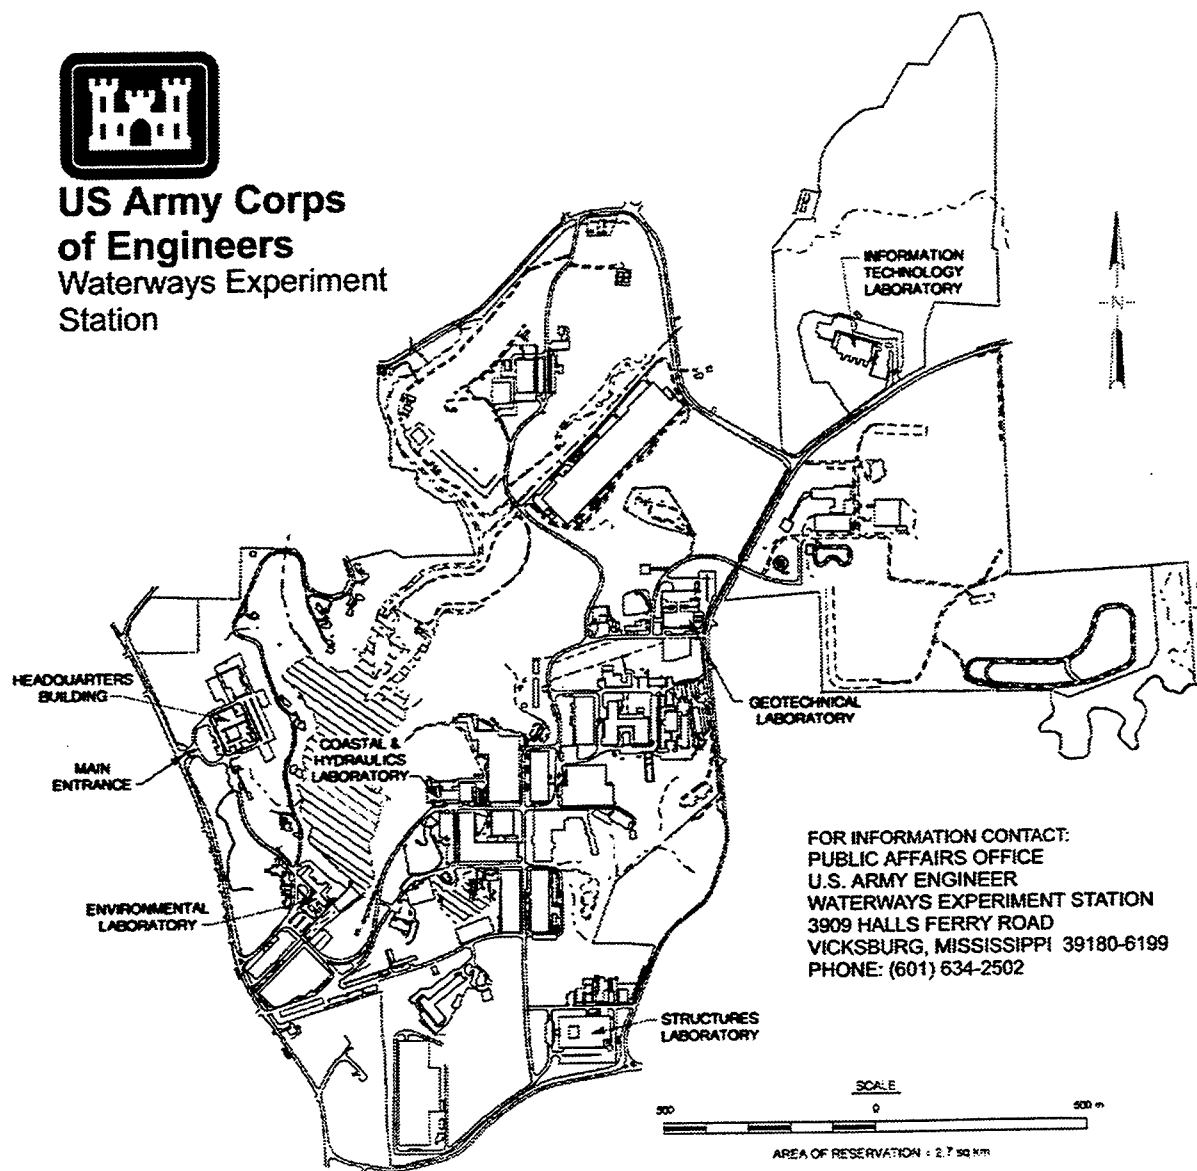 US Army Corps
of Engineers
Waterways Experiment
Station
INFORMATION
TECHNOLOGY
LABORATORY
N
HEADQUARTERS
BUILDING
MAIN
ENTRANCE
COASTAL &
HYDRAULICS
LABORATORY
GEOTECHNICAL
LABORATORY
ENVIRONMENTAL
LABORATORY
STRUCTURES
LABORATORY
FOR INFORMATION CONTACT:
PUBLIC AFFAIRS OFFICE
U.S. ARMY ENGINEER
WATERWAYS EXPERIMENT STATION
3909 HALLS FERRY ROAD
VICKSBURG, MISSISSIPPI 39180-6199
PHONE: (601) 634-2502
SCALE
500 0 500 m
AREA OF RESERVATION = 2.7 sq km